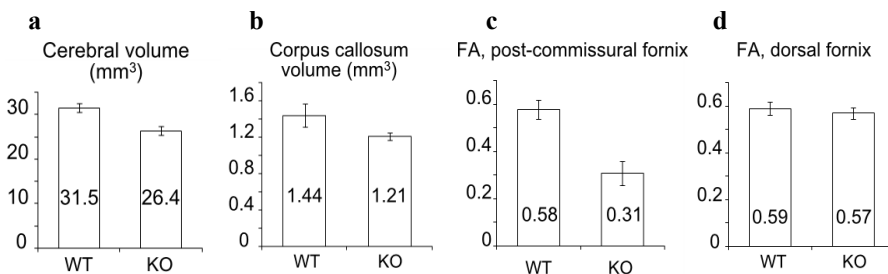 a
Cerebral volume
(mm³)
30
20
10
0
31.5
26.4
WT
KO
b
Corpus callosum
volume (mm³)
1.6
1.2
0.8
0.4
0
1.44
1.21
WT
KO
c
FA, post-commissural fornix
0.6
0.4
0.2
0
0.58
0.31
WT
KO
d
FA, dorsal fornix
0.6
0.4
0.2
0
0.59
0.57
WT
KO